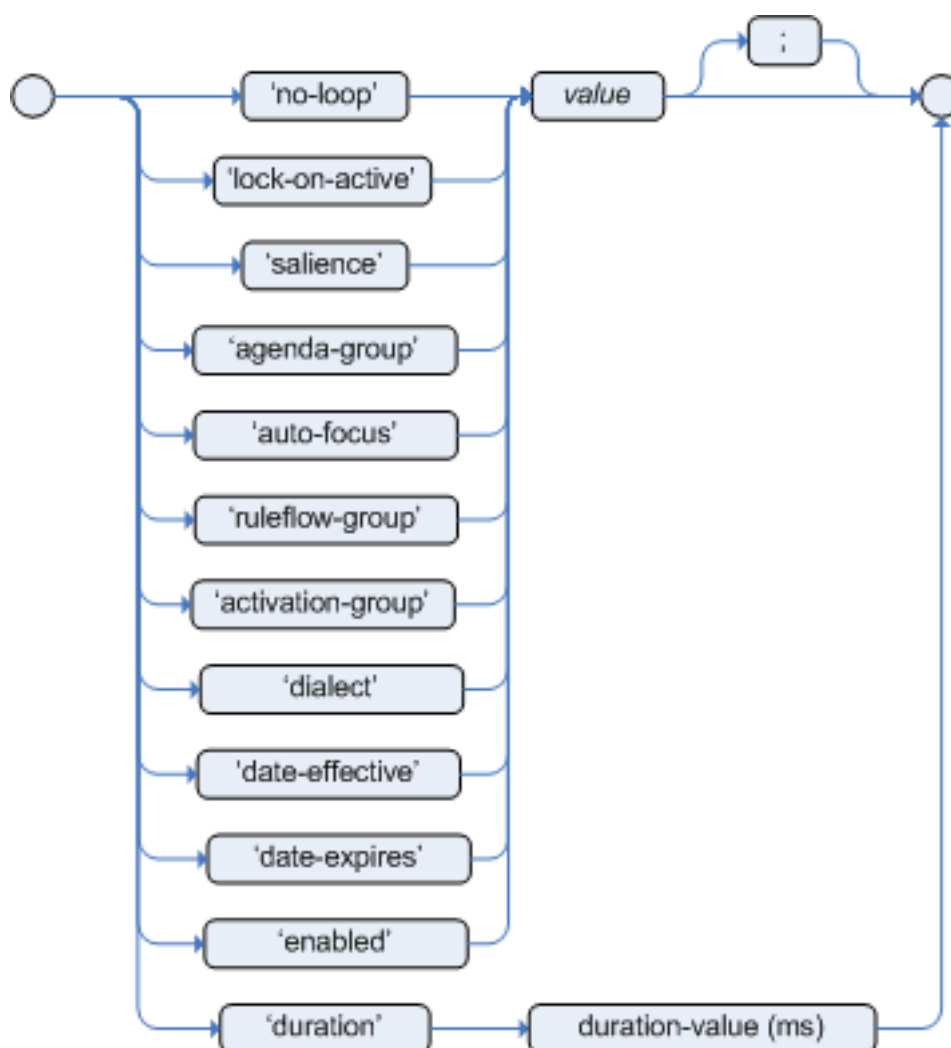 ;
‘no-loop’ value
‘lock-on-active’
‘salience’
‘agenda-group’
‘auto-focus’
‘ruleflow-group’
‘activation-group’
‘dialect’
‘date-effective’
‘date-expires’
‘enabled’
‘duration’ duration-value (ms)